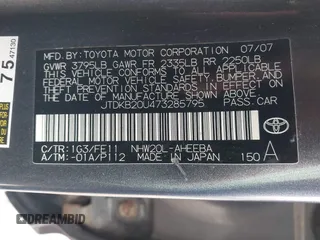 MFD. BY: TOYOTA MOTOR CORPORATION 07/07
GVWR 3795LB GAWR FR 2335LB RR 2250LB
THIS VEHICLE CONFORMS TO ALL APPLICABLE
FEDERAL MOTOR VEHICLE SAFETY, BUMPER, AND
THEFT PREVENTION STANDARDS IN EFFECT ON
THE DATE OF MANUFACTURE SHOWN ABOVE.
JTDKB20U473285795 PASS. CAR
C/TR: 1G3/FE11 NHW20L-AHEEBA
A/TM: -01A/P112 MADE IN JAPAN 150 A
TOYOTA
75
47130
DREAMBID